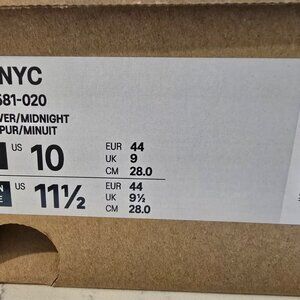 NYC
581-020
VER/MIDNIGHT
PUR/MINUIT
US 10 EUR 44
UK 9
CM 28.0
US 11½ EUR 44
UK 9½
CM 28.0